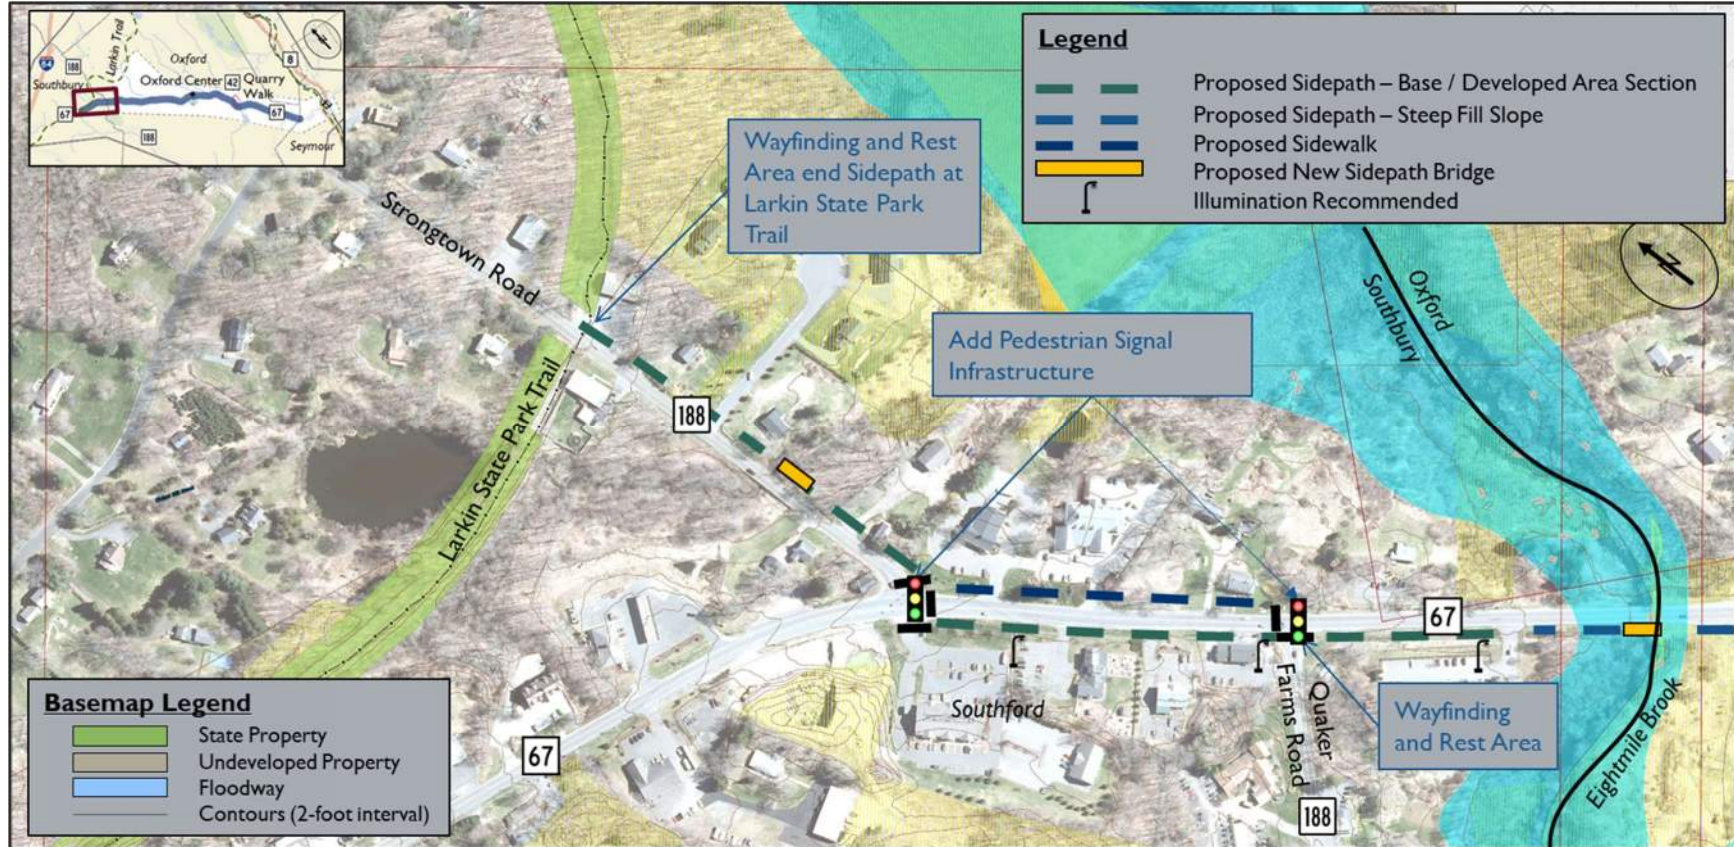 Larkin Trail
Oxford
8
84
188
Southbury
Oxford Center
42
Quarry
Walk
67
67
188
Seymour
Legend
Proposed Sidepath – Base / Developed Area Section
Proposed Sidepath – Steep Fill Slope
Proposed Sidewalk
Proposed New Sidepath Bridge
Illumination Recommended
Wayfinding and Rest
Area end Sidepath at
Larkin State Park
Trail
Strongtown Road
N
Oxford
Southbury
Add Pedestrian Signal
Infrastructure
188
Larkin State Park Trail
67
Southford
Quaker
Farms Road
Wayfinding
and Rest Area
Eightmile Brook
67
188
Basemap Legend
State Property
Undeveloped Property
Floodway
Contours (2-foot interval)